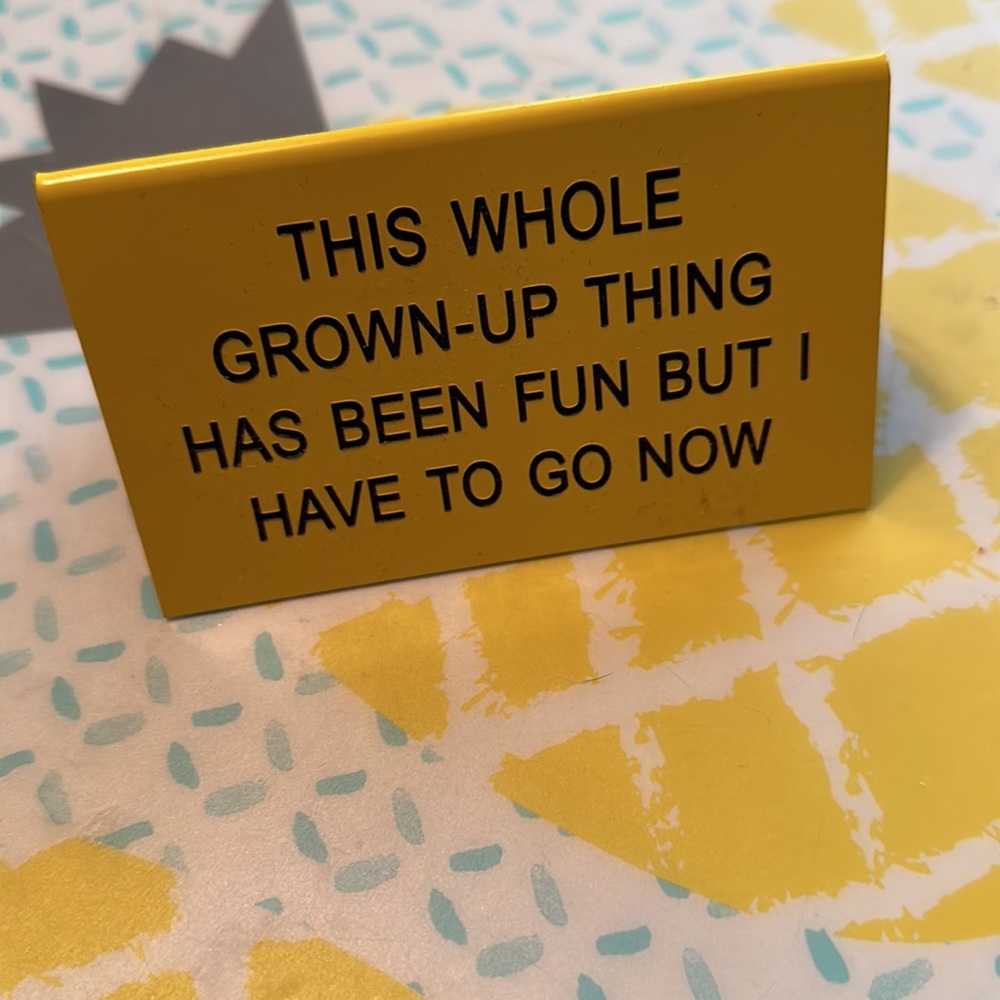 THIS WHOLE
GROWN-UP THING
HAS BEEN FUN BUT I
HAVE TO GO NOW